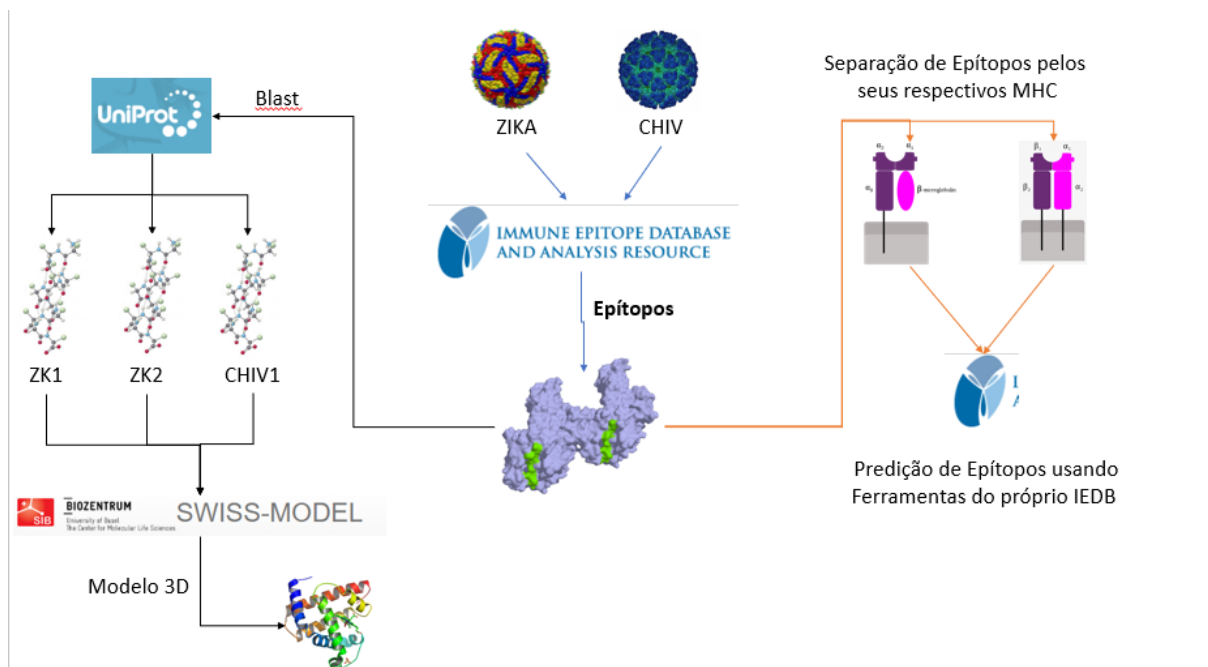 ZIKA
CHIV
Separação de Epítopos pelos
seus respectivos MHC
UniProt
Blast
IMMUNE EPITOPE DATABASE
AND ANALYSIS RESOURCE
Epítopos
ZK1
ZK2
CHIV1
BIOZENTRUM
University of Basel
The Center for Molecular Life Sciences
SIB
SWISS-MODEL
Modelo 3D
Predição de Epítopos usando
Ferramentas do próprio IEDB